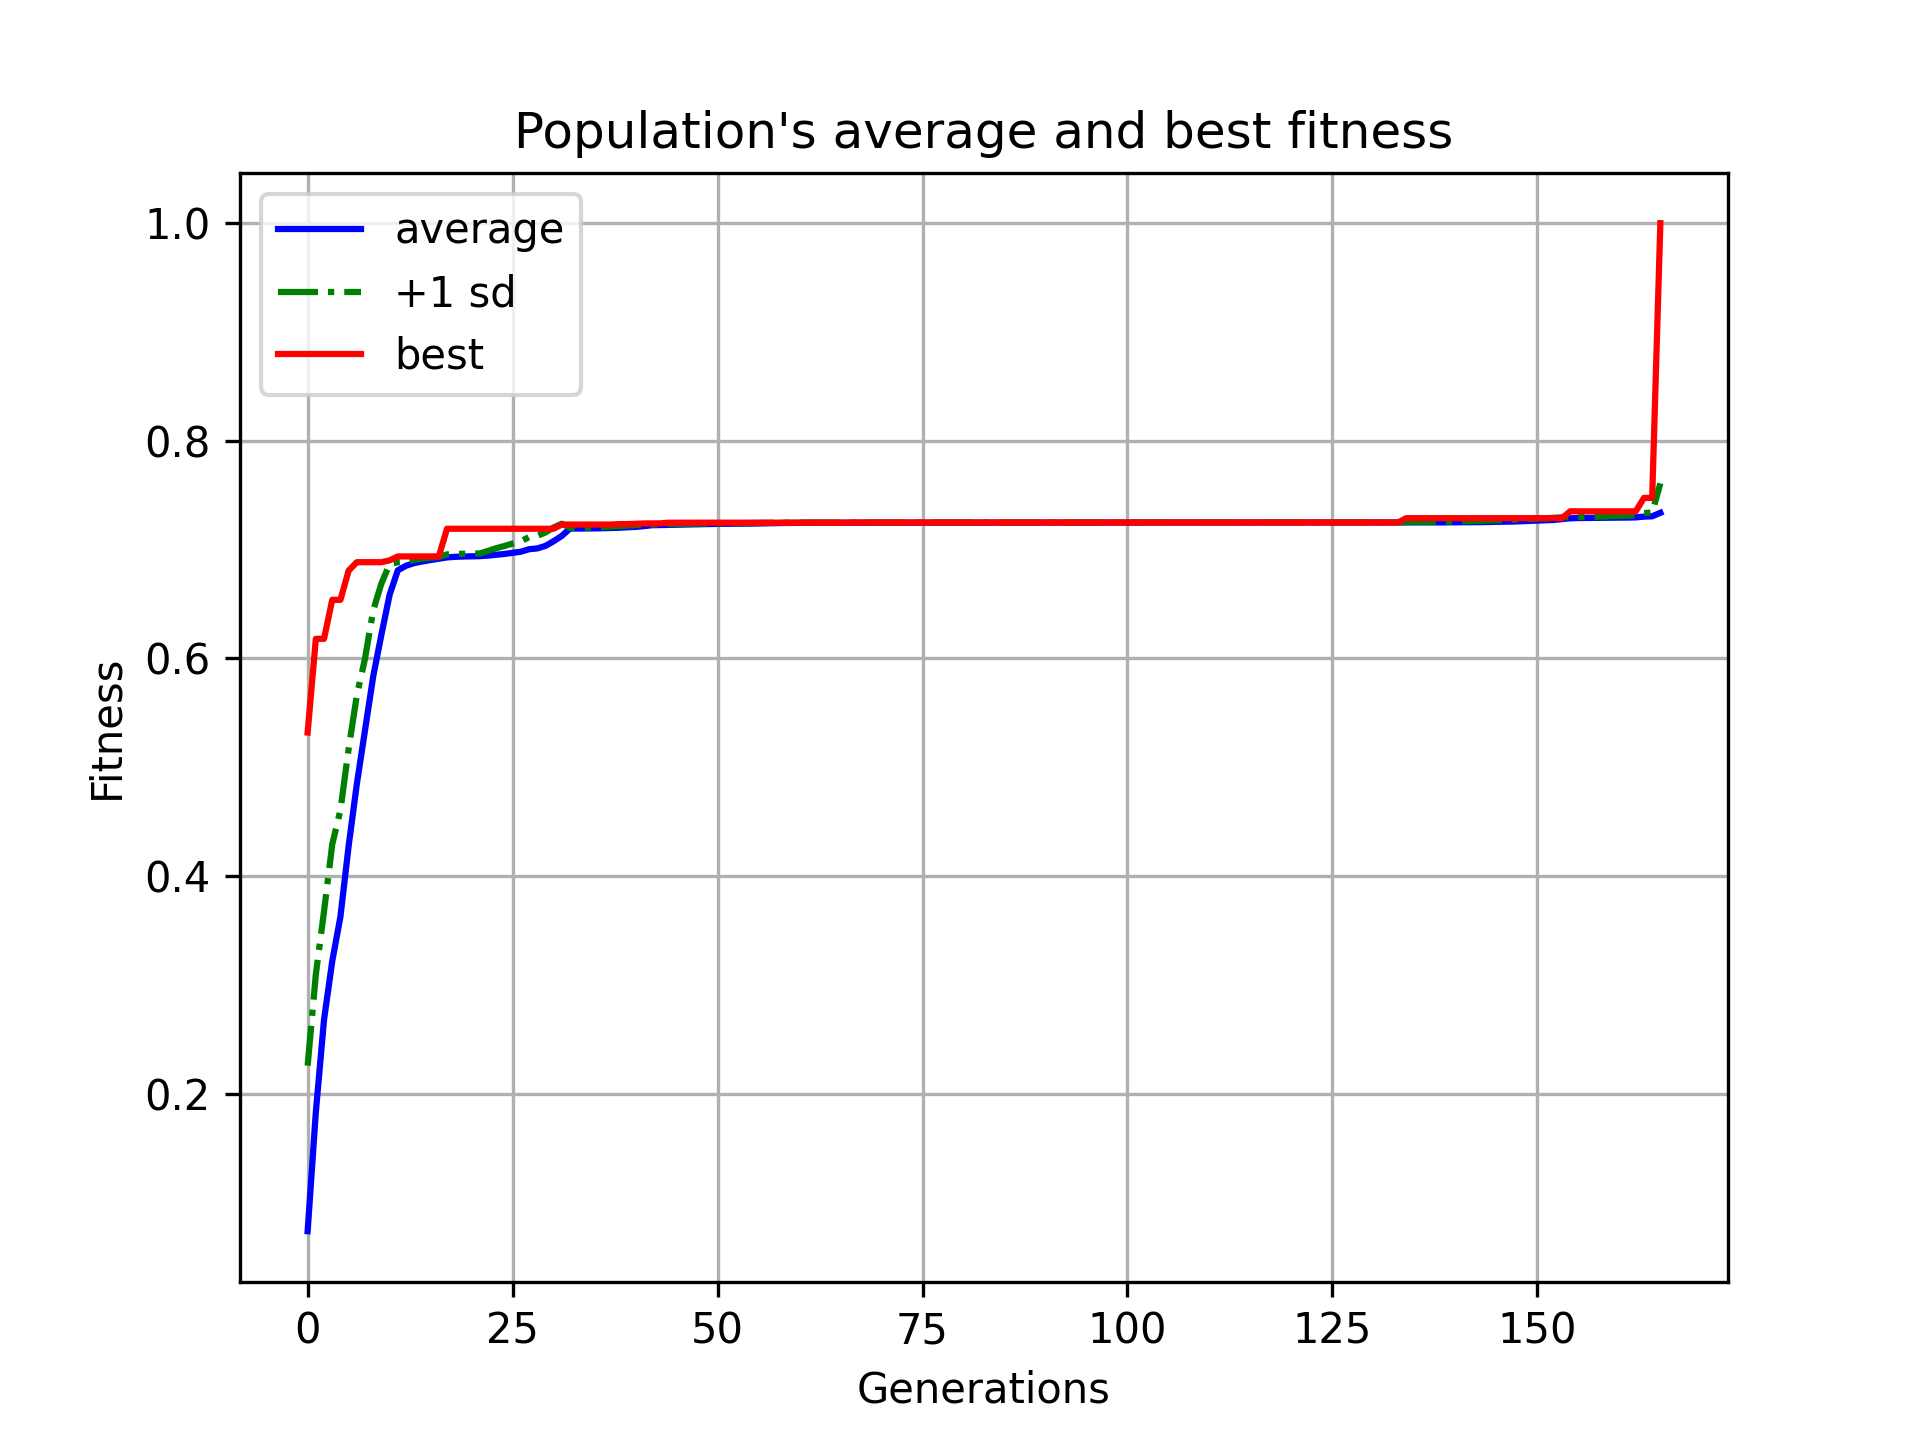 Population's average and best fitness
average
+1 sd
best
1.0
0.8
0.6
0.4
0.2
Fitness
0 25 50 75 100 125 150
Generations